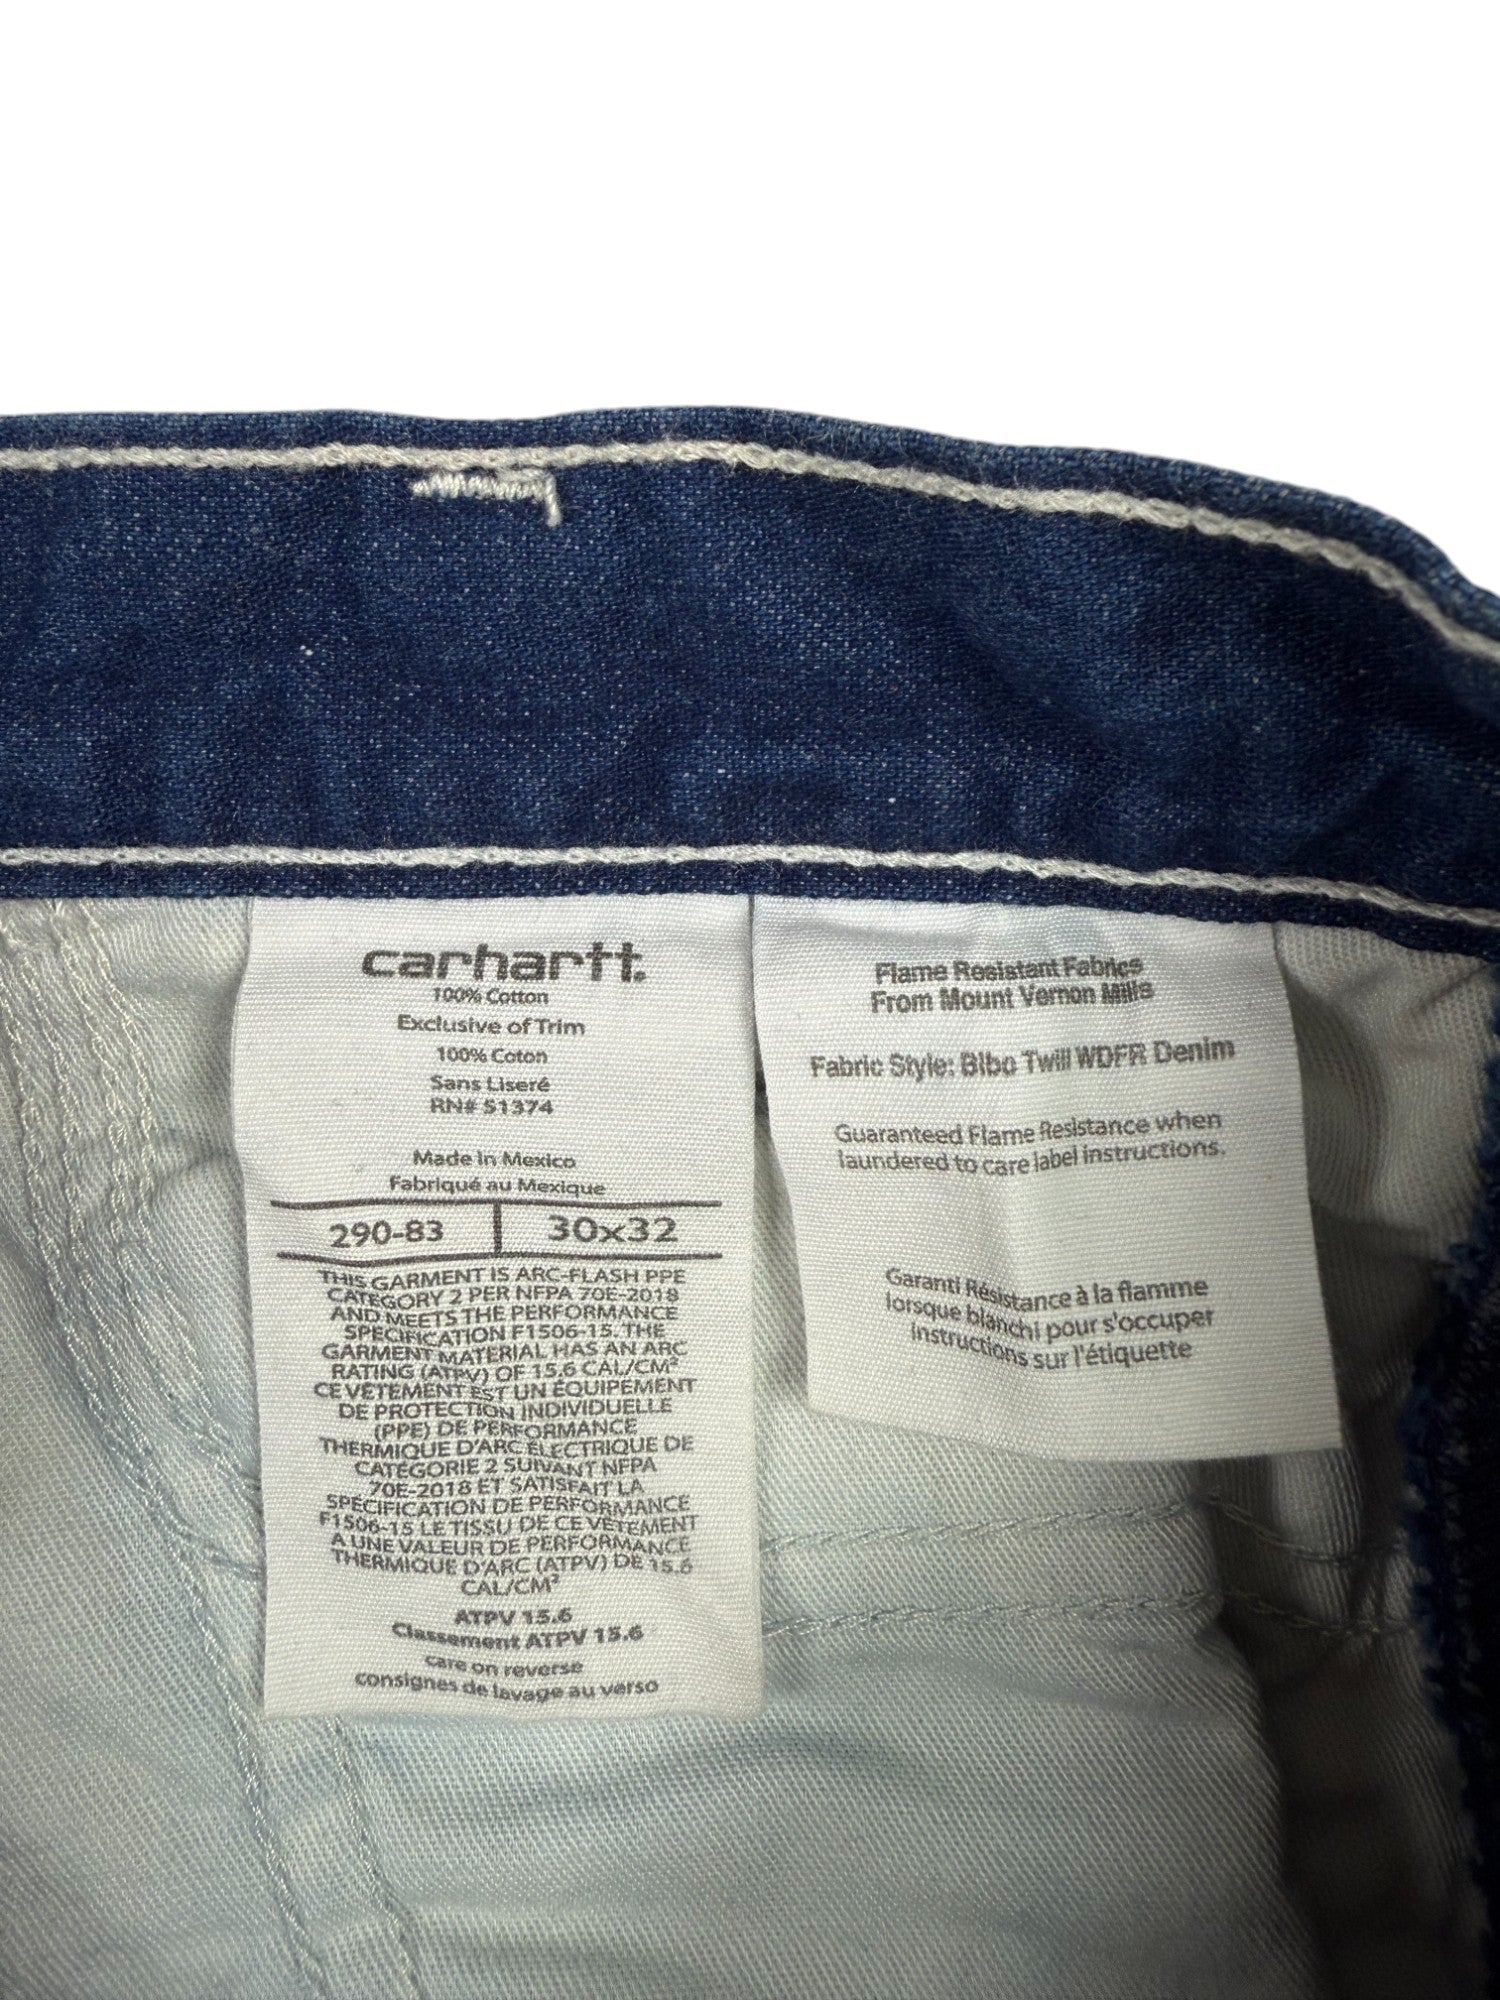 carhartt.
100% Cotton
Exclusive of Trim
100% Coton
Sans Liseré
RN# 51374
Made in Mexico
Fabriqué au Mexique
290-83 30x32
THIS GARMENT IS ARC-FLASH PPE
CATEGORY 2 PER NFPA 70E-2018
AND MEETS THE PERFORMANCE
SPECIFICATION F1506-15. THE
GARMENT MATERIAL HAS AN ARC
RATING (ATPV) OF 15.6 CAL/CM²
CE VÊTEMENT EST UN ÉQUIPEMENT
DE PROTECTION INDIVIDUELLE
(PPE) DE PERFORMANCE
THERMIQUE D'ARC ÉLECTRIQUE DE
CATÉGORIE 2 SUIVANT NFPA
70E-2018 ET SATISFAIT LA
SPÉCIFICATION DE PERFORMANCE
F1506-15 LE TISSU DE CE VÊTEMENT
A UNE VALEUR DE PERFORMANCE
THERMIQUE D'ARC (ATPV) DE 15.6
CAL/CM²
ATPV 15.6
Classement ATPV 15.6
care on reverse
consignes de lavage au verso
Flame Resistant Fabrics
From Mount Vernon Mills
Fabric Style: Bibo Twill WDFR Denim
Guaranteed Flame Resistance when
laundered to care label instructions.
Garanti Résistance à la flamme
lorsque blanchi pour s'occuper
instructions sur l'étiquette